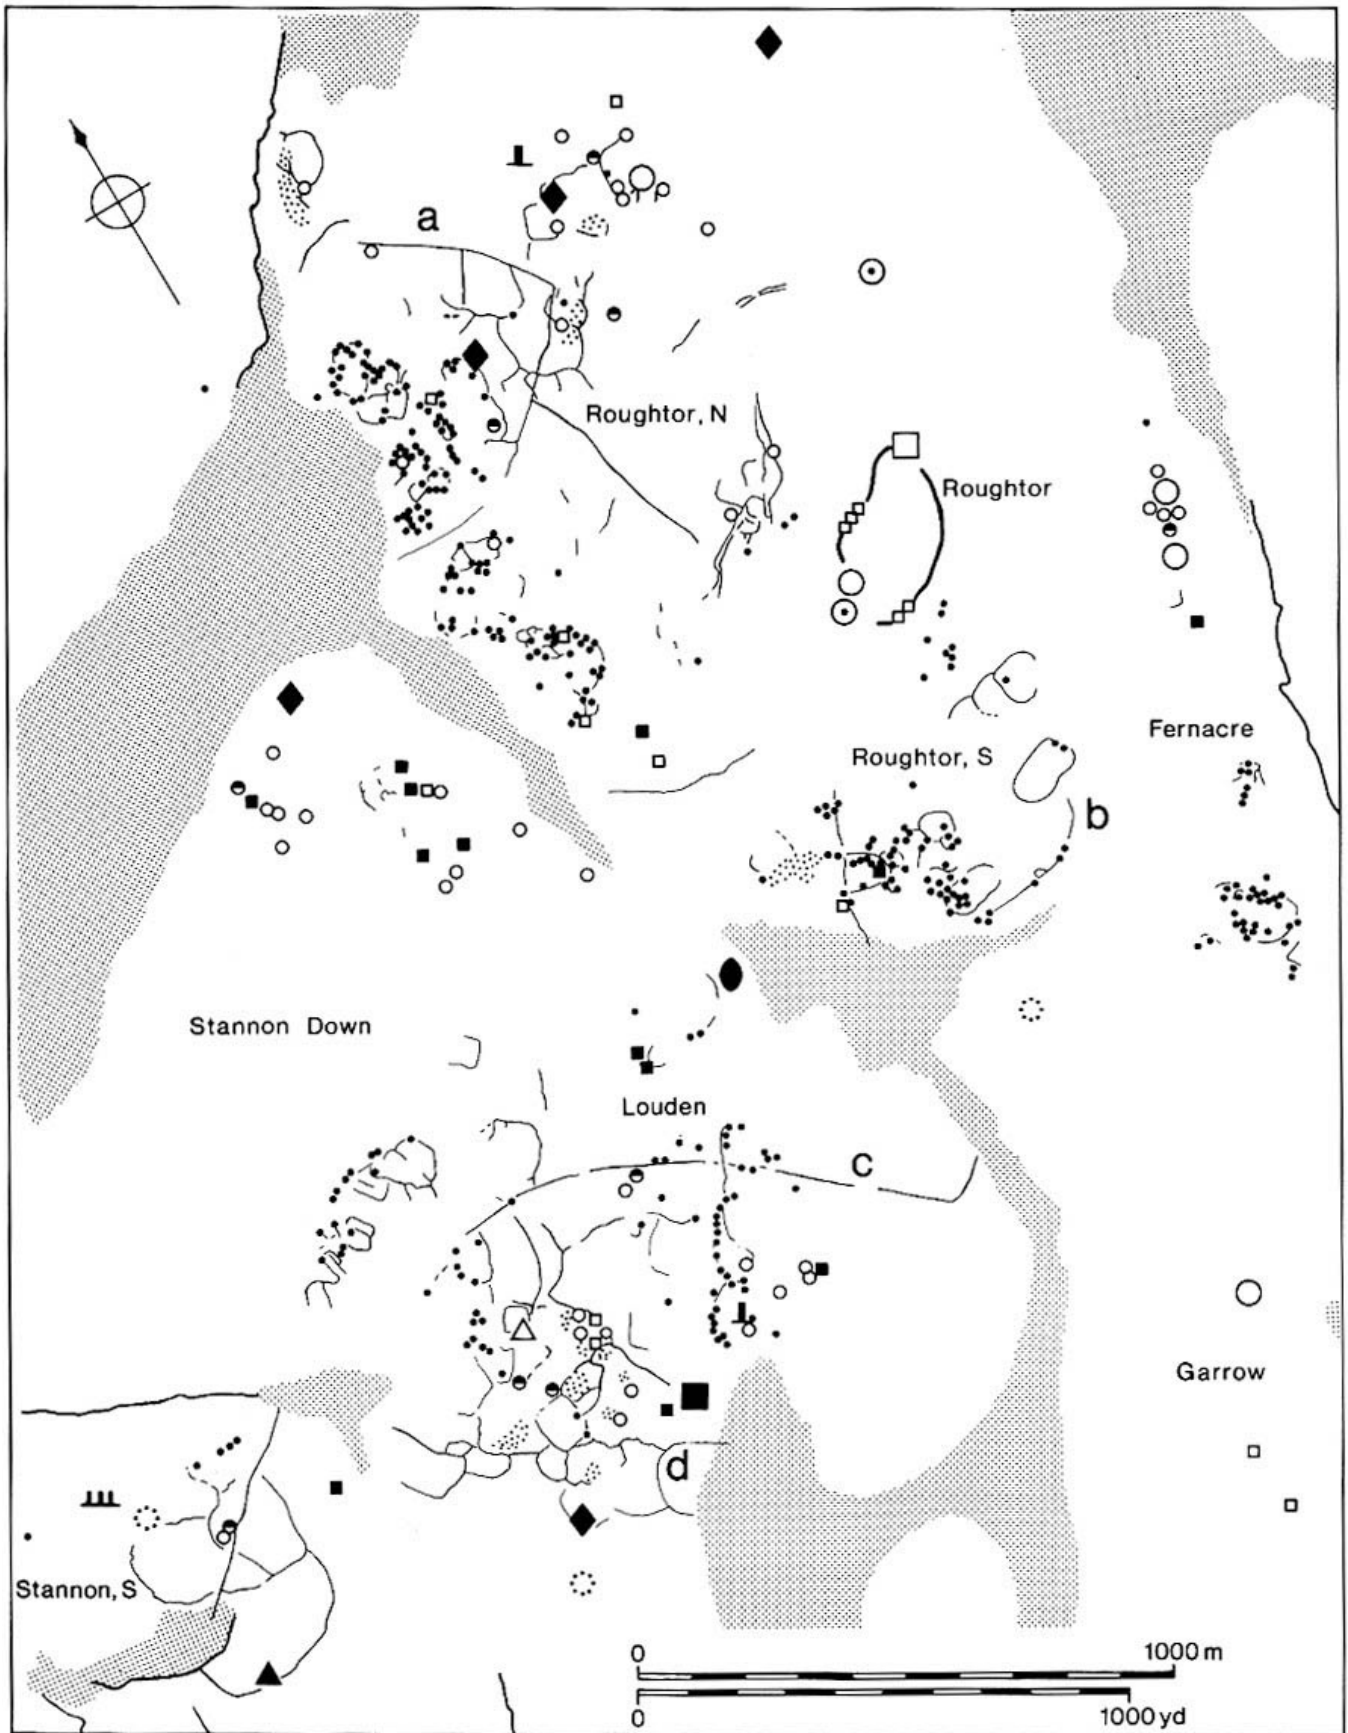 a
Roughtor, N
Roughtor
Fernacre
Roughtor, S
b
Stannon Down
Louden
c
Garrow
d
Stannon, S
0 1000 m
0 1000 yd